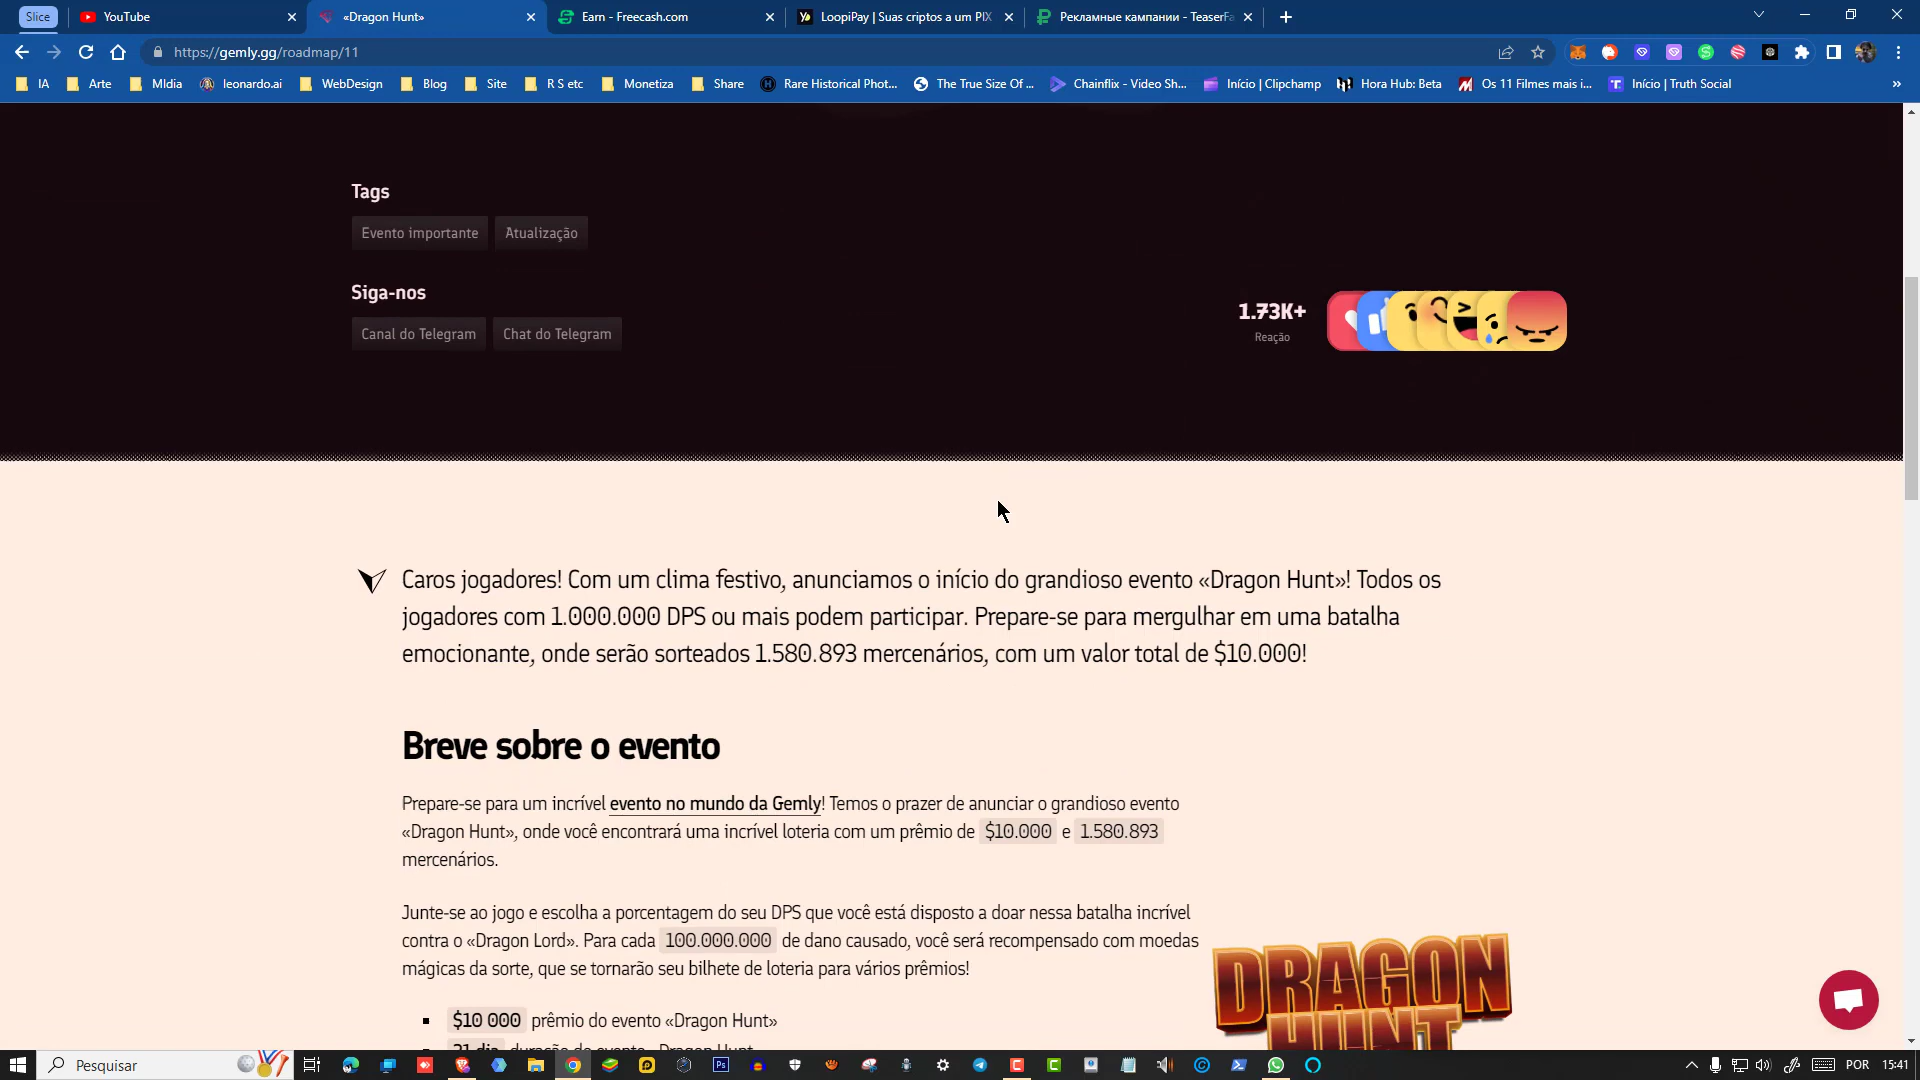 Slice
YouTube
«Dragon Hunt»
Earn - Freecash.com
LoopiPay | Suas criptos a um PIX
Рекламные кампании - TeaserFa
https://gemly.gg/roadmap/11
IA
Arte
MIdia
leonardo.ai
WebDesign
Blog
Site
R S etc
Monetiza
Share
Rare Historical Phot...
The True Size Of ...
Chainflix - Video Sh...
Início | Clipchamp
Hora Hub: Beta
Os 11 Filmes mais i...
Início | Truth Social
Tags
Evento importante
Atualização
Siga-nos
Canal do Telegram
Chat do Telegram
1.73K+
Reação
Caros jogadores! Com um clima festivo, anunciamos o início do grandioso evento «Dragon Hunt»! Todos os
jogadores com 1.000.000 DPS ou mais podem participar. Prepare-se para mergulhar em uma batalha
emocionante, onde serão sorteados 1.580.893 mercenários, com um valor total de $10.000!
Breve sobre o evento
Prepare-se para um incrível evento no mundo da Gemly! Temos o prazer de anunciar o grandioso evento
«Dragon Hunt», onde você encontrará uma incrível loteria com um prêmio de $10.000 e 1.580.893
mercenários.
Junte-se ao jogo e escolha a porcentagem do seu DPS que você está disposto a doar nessa batalha incrível
contra o «Dragon Lord». Para cada 100.000.000 de dano causado, você será recompensado com moedas
mágicas da sorte, que se tornarão seu bilhete de loteria para vários prêmios!
$10 000 prêmio do evento «Dragon Hunt»
DRAGON
HUNT
Pesquisar
POR
15:41